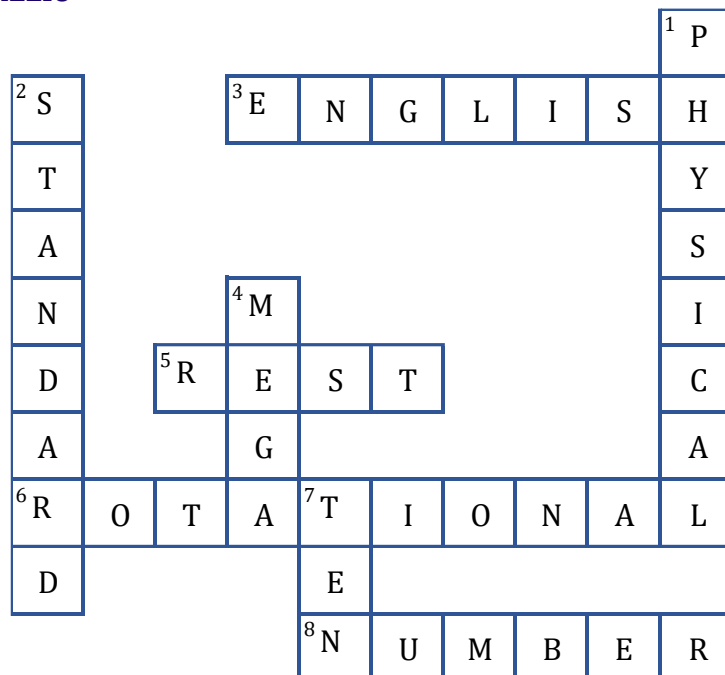 1 P
2 S 3 E N G L I S H
T Y
A S
N 4 M I
D 5 R E S T C
A G A
6 R O T A 7 T I O N A L
D E
8 N U M B E R